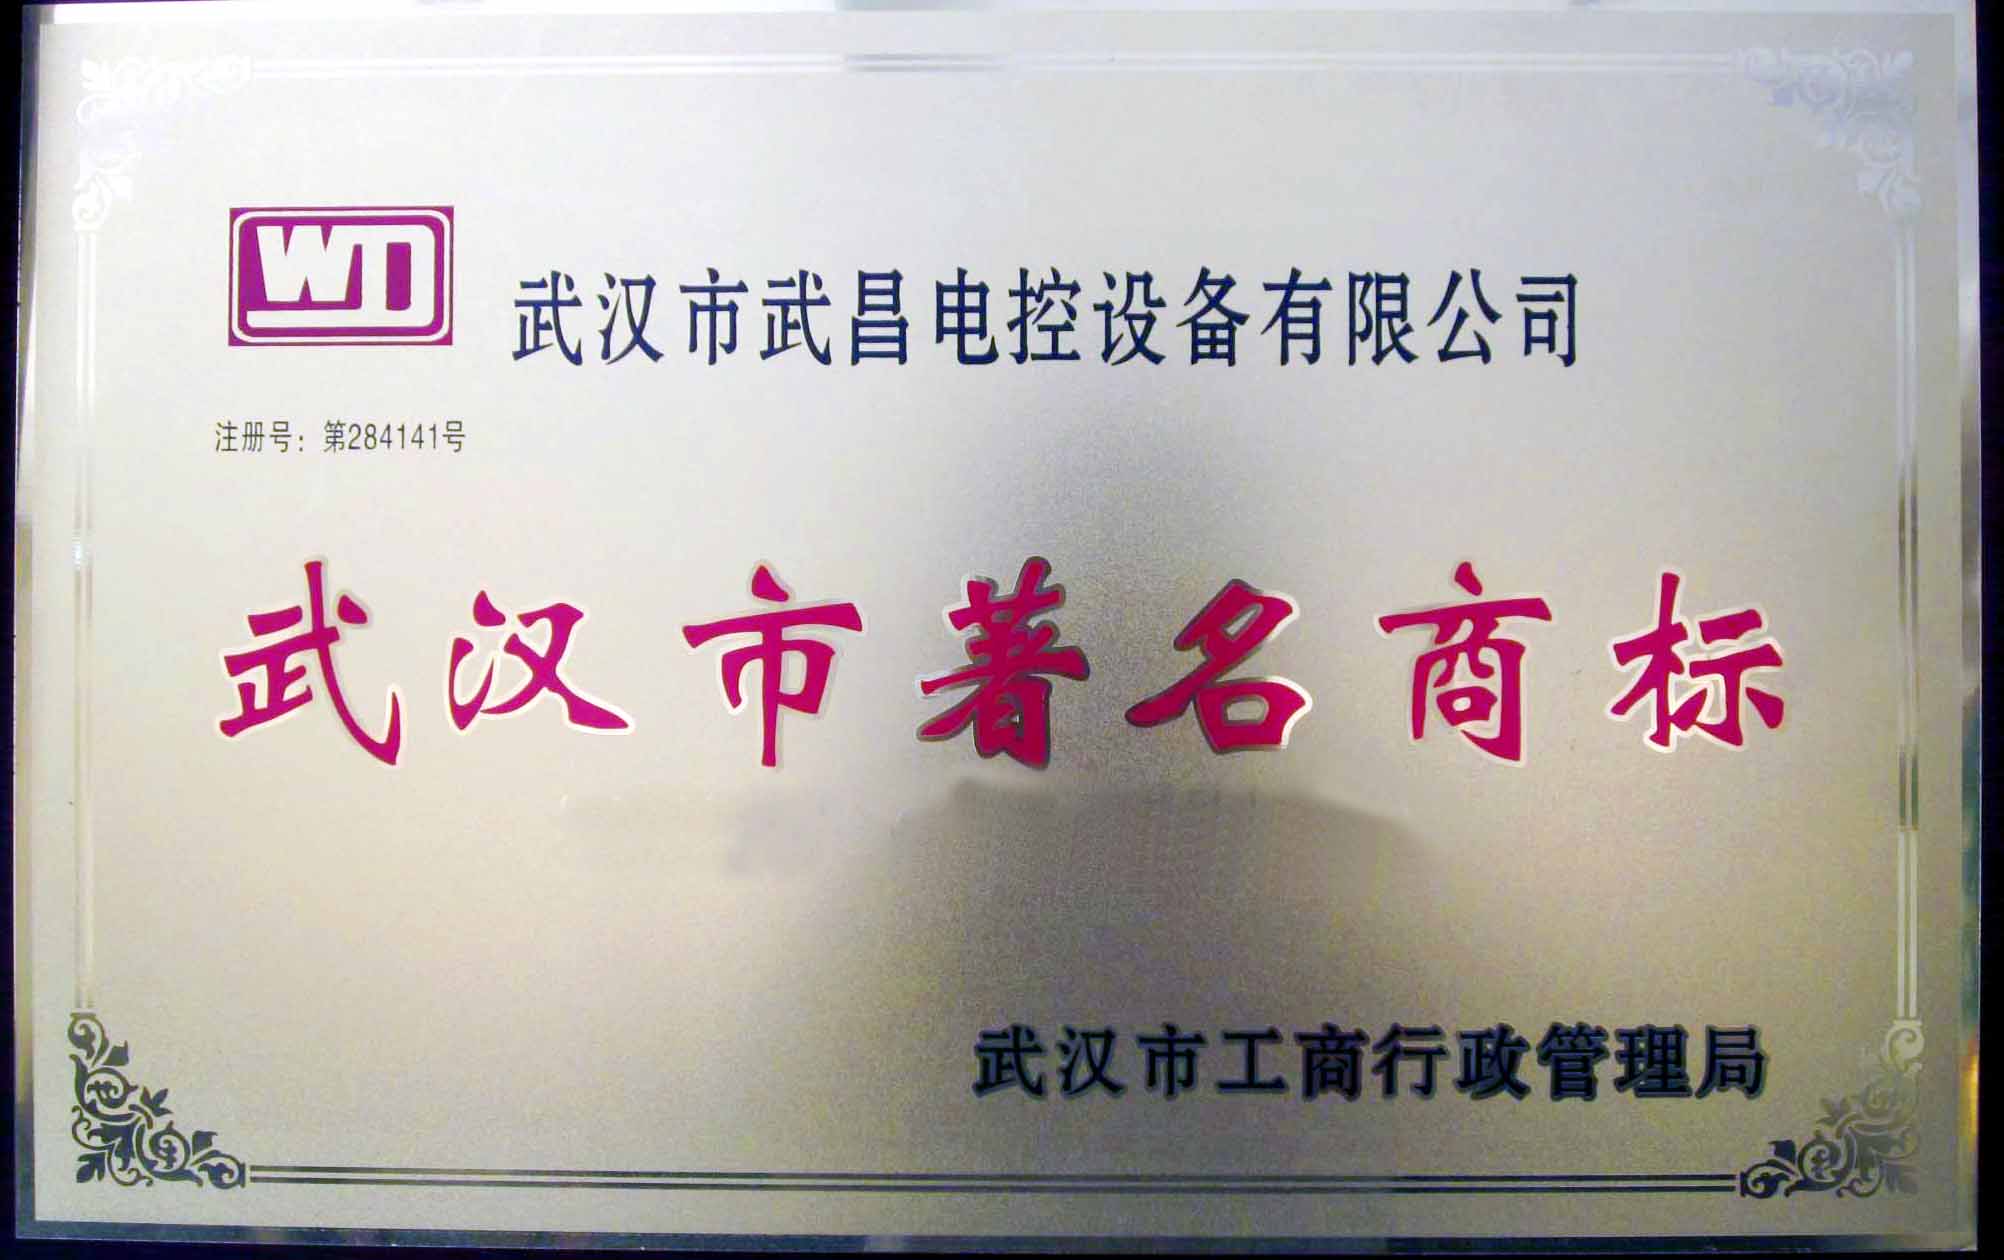 WD
武汉市武昌电控设备有限公司
注册号：第284141号
武汉市著名商标
武汉市工商行政管理局